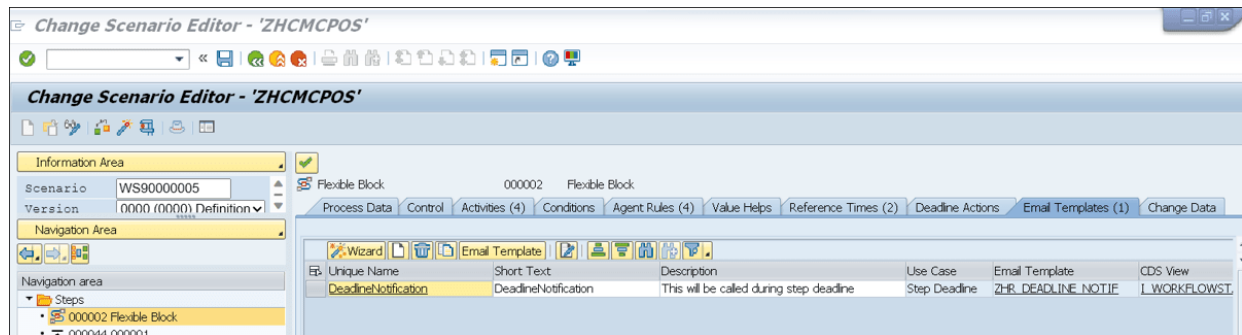 Change Scenario Editor - 'ZHCMCPOS'
Change Scenario Editor - 'ZHCMCPOS'
Information Area
Scenario WS90000005
Version 0000 (0000) Definition
Navigation Area
Navigation area
Steps
000002 Flexible Block
000044 000001
Flexible Block 000002 Flexible Block
Process Data Control Activities (4) Conditions Agent Rules (4) Value Helps Reference Times (2) Deadline Actions Email Templates (1) Change Data
Wizard Email Template
Unique Name Short Text Description Use Case Email Template CDS View
DeadlineNotification DeadlineNotification This will be called during step deadline Step Deadline ZHR_DEADLINE_NOTIF I_WORKFLOWST